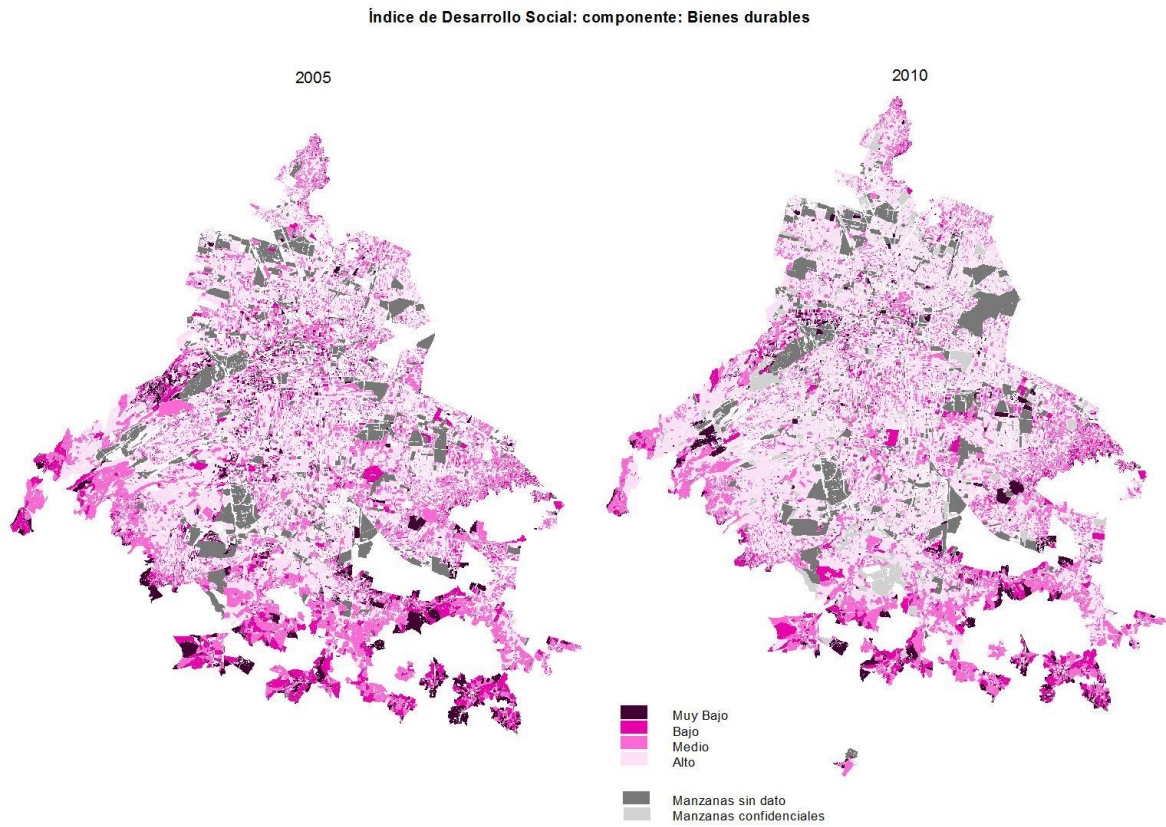 Índice de Desarrollo Social: componente: Bienes durables
2005
2010
Muy Bajo
Bajo
Medio
Alto
Manzanas sin dato
Manzanas confidenciales